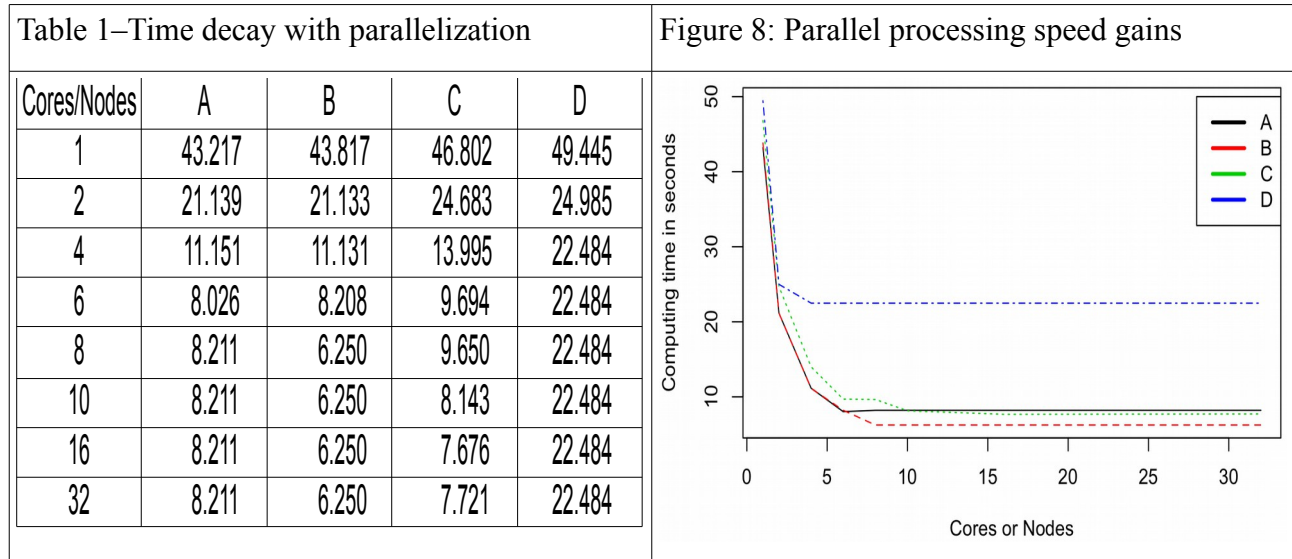 Table 1–Time decay with parallelization
Cores/Nodes A B C D
1 43.217 43.817 46.802 49.445
2 21.139 21.133 24.683 24.985
4 11.151 11.131 13.995 22.484
6 8.026 8.208 9.694 22.484
8 8.211 6.250 9.650 22.484
10 8.211 6.250 8.143 22.484
16 8.211 6.250 7.676 22.484
32 8.211 6.250 7.721 22.484
Figure 8: Parallel processing speed gains
Computing time in seconds
50
40
30
20
10
A
B
C
D
0 5 10 15 20 25 30
Cores or Nodes